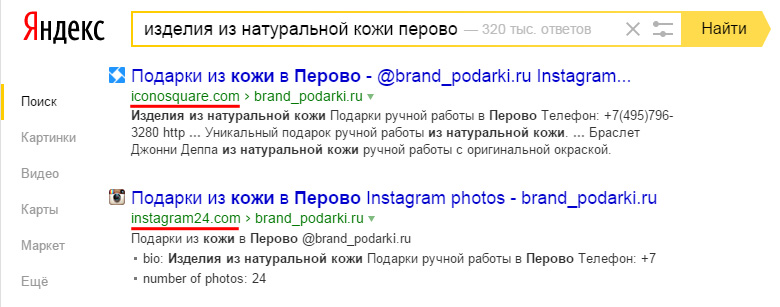 Яндекс
изделия из натуральной кожи перово — 320 тыс. ответов
Найти
Поиск
Картинки
Видео
Карты
Маркет
Ещё
Подарки из кожи в Перово - @brand_podarki.ru Instagram...
iconosquare.com › brand_podarki.ru
Изделия из натуральной кожи Подарки ручной работы в Перово Телефон: +7(495)796-
3280 http ... Уникальный подарок ручной работы из натуральной кожи. ... Браслет
Джонни Деппа из натуральной кожи ручной работы с оригинальной окраской.
Подарки из кожи в Перово Instagram photos - brand_podarki.ru
instagram24.com › brand_podarki.ru
Подарки из кожи в Перово @brand_podarki.ru
• bio: Изделия из натуральной кожи Подарки ручной работы в Перово Телефон: +7
• number of photos: 24